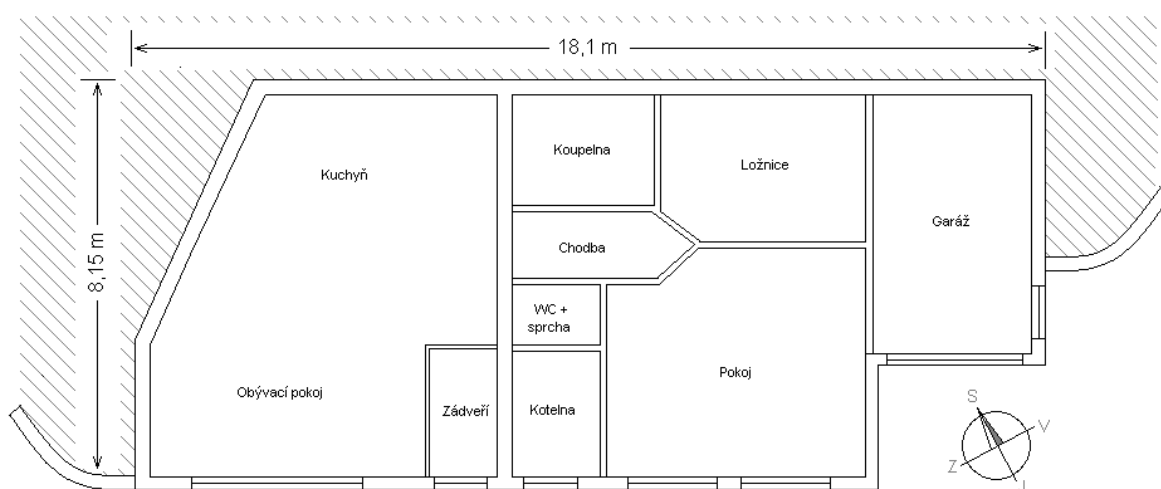 18,1 m
8,15 m
Kuchyň
Koupelna
Ložnice
Garáž
Chodba
WC +
sprcha
Pokoj
Obývací pokoj
Zádveří
Kotelna
S
V
Z
J